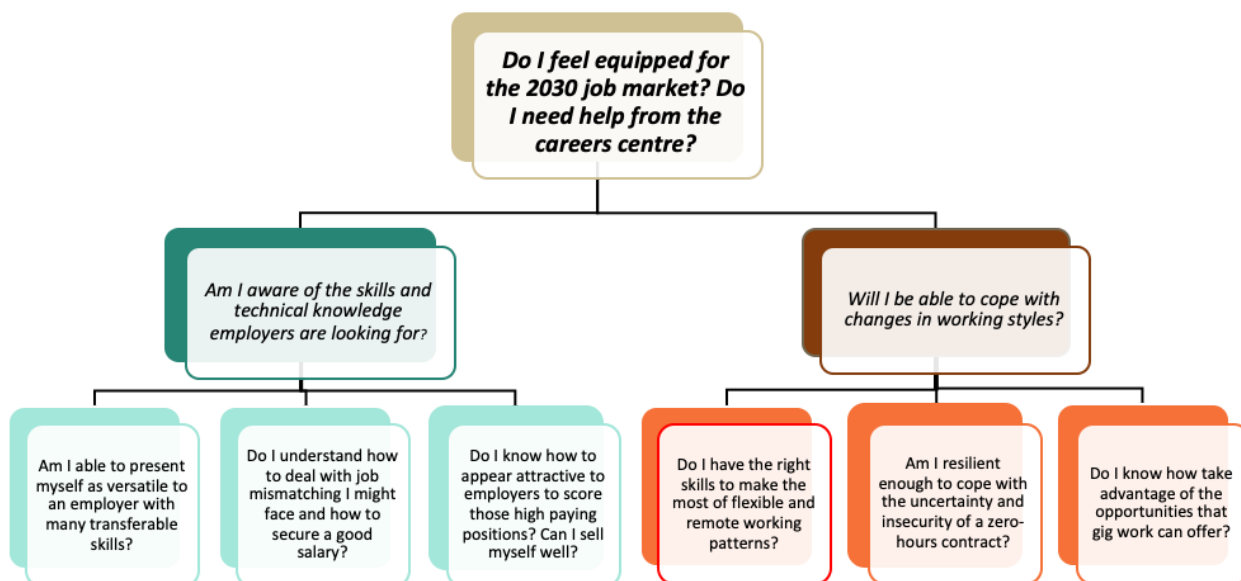 Do I feel equipped for
the 2030 job market? Do
I need help from the
careers centre?
Am I aware of the skills and
technical knowledge
employers are looking for?
Will I be able to cope with
changes in working styles?
Am I able to present
myself as versatile to
an employer with
many transferable
skills?
Do I understand how
to deal with job
mismatching I might
face and how to
secure a good
salary?
Do I know how to
appear attractive to
employers to score
those high paying
positions? Can I sell
myself well?
Do I have the right
skills to make the
most of flexible and
remote working
patterns?
Am I resilient
enough to cope with
the uncertainty and
insecurity of a zero-
hours contract?
Do I know how take
advantage of the
opportunities that
gig work can offer?